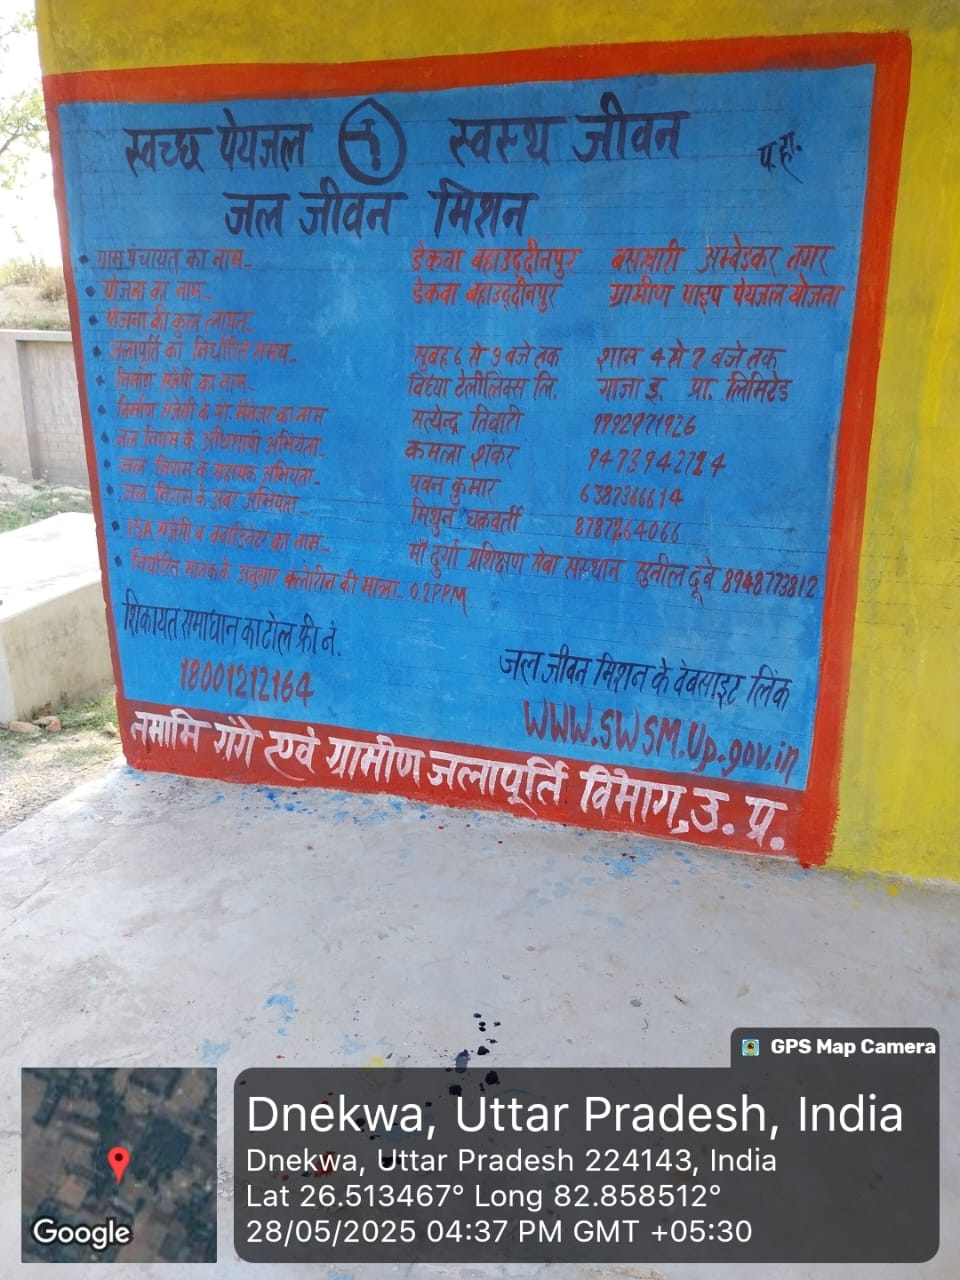 स्वच्छ पेयजल स्वस्थ जीवन
प.हा.
जल जीवन मिशन
ग्राम पंचायत का नाम- डेकवा बहाउद्दीनपुर बसखारी अम्बेडकर नगर
योजना का नाम- डेकवा बहाउद्दीनपुर ग्रामीण पाइप पेयजल योजना
योजना की कुल लागत-
जलापूर्ति का निर्धारित समय- सुबह 6 से 9 बजे तक शाम 4 से 7 बजे तक
निर्माण एजेंसी का नाम- विंध्या टेलीलिंक्स लि. गाजा इ. प्रा. लिमिटेड
निर्माण एजेंसी के प्रो. मैनेजर का नाम सत्येन्द्र तिवारी
जल निगम के अधिशाषी अभियंता- कमला शंकर
जल निगम के सहायक अभियंता- पवन कुमार 6387366614
जल निगम के अवर अभियंता मिथुन चक्रवर्ती 8787264066
ISA एजेंसी व का नाम- माँ दुर्गा प्रशिक्षण सेवा संस्थान सुनील दूबे 8948773812
निर्धारित मानक के अनुसार क्लोरीन की मात्रा- 0.2PPM
शिकायत समाधान का टोल फ्री नं.
18001212164
जल जीवन मिशन के वेबसाइट लिंक
WWW.SWSM.Up.gov.in
नमामि गंगे एवं ग्रामीण जलापूर्ति विभाग, उ. प्र.
GPS Map Camera
Google
Dnekwa, Uttar Pradesh, India
Dnekwa, Uttar Pradesh 224143, India
Lat 26.513467° Long 82.858512°
28/05/2025 04:37 PM GMT +05:30